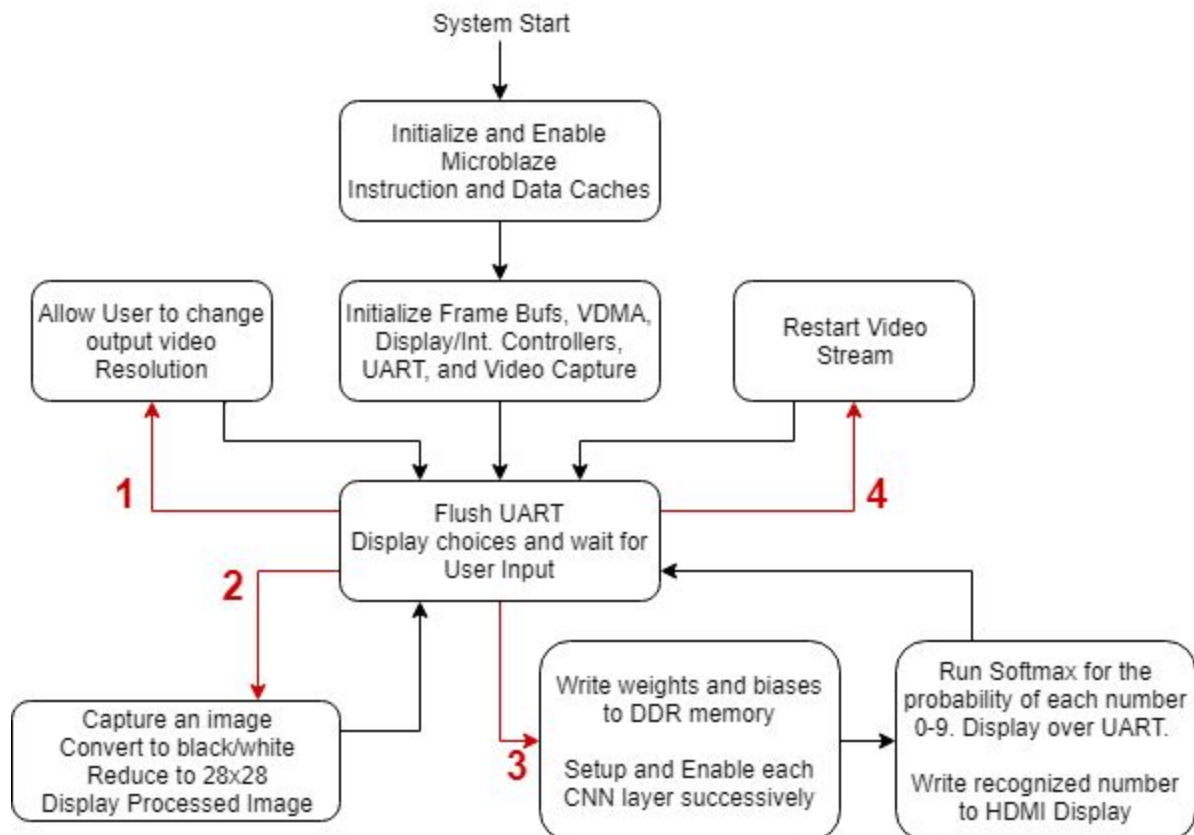 System Start
Initialize and Enable
Microblaze
Instruction and Data Caches
Allow User to change
output video
Resolution
Initialize Frame Bufs, VDMA,
Display/Int. Controllers,
UART, and Video Capture
Restart Video
Stream
1
4
Flush UART
Display choices and wait for
User Input
2
3
Capture an image
Convert to black/white
Reduce to 28x28
Display Processed Image
Write weights and biases
to DDR memory
Setup and Enable each
CNN layer successively
Run Softmax for the
probability of each number
0-9. Display over UART.
Write recognized number
to HDMI Display